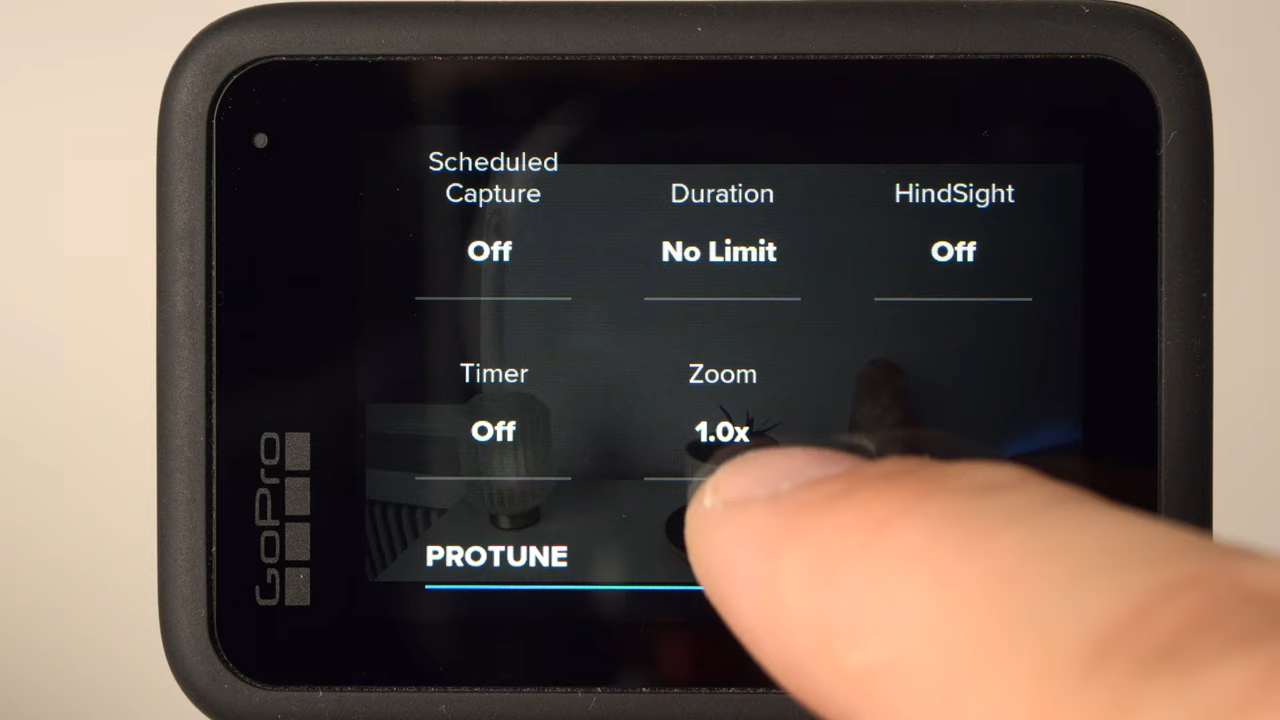 Scheduled
Capture
Duration
HindSight
Off
No Limit
Off
Timer
Zoom
Off
1.0x
PROTUNE
GoPro